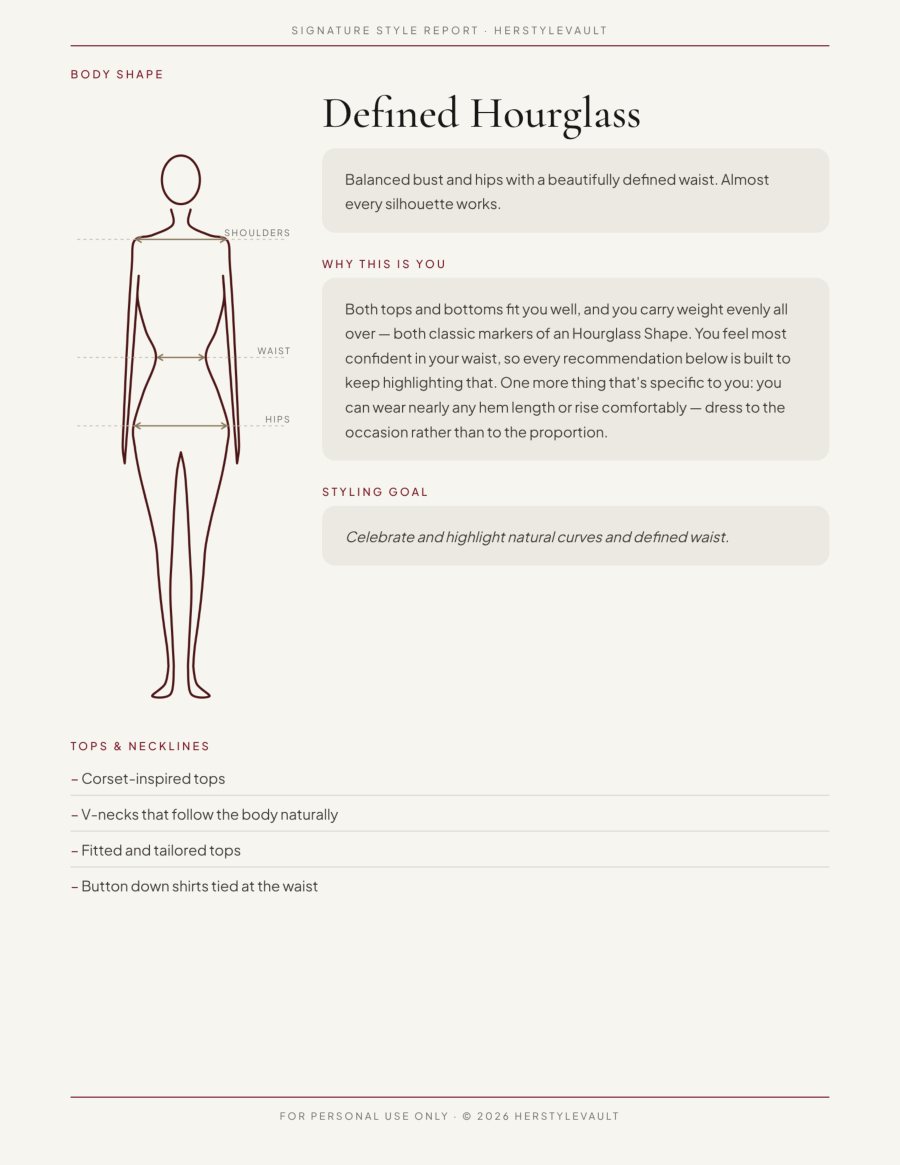 SIGNATURE STYLE REPORT · HERSTYLEVAULT
BODY SHAPE
Defined Hourglass
Balanced bust and hips with a beautifully defined waist. Almost
every silhouette works.
SHOULDERS
WAIST
HIPS
WHY THIS IS YOU
Both tops and bottoms fit you well, and you carry weight evenly all
over — both classic markers of an Hourglass Shape. You feel most
confident in your waist, so every recommendation below is built to
keep highlighting that. One more thing that's specific to you: you
can wear nearly any hem length or rise comfortably — dress to the
occasion rather than to the proportion.
STYLING GOAL
Celebrate and highlight natural curves and defined waist.
TOPS & NECKLINES
– Corset-inspired tops
– V-necks that follow the body naturally
– Fitted and tailored tops
– Button down shirts tied at the waist
FOR PERSONAL USE ONLY · © 2026 HERSTYLEVAULT